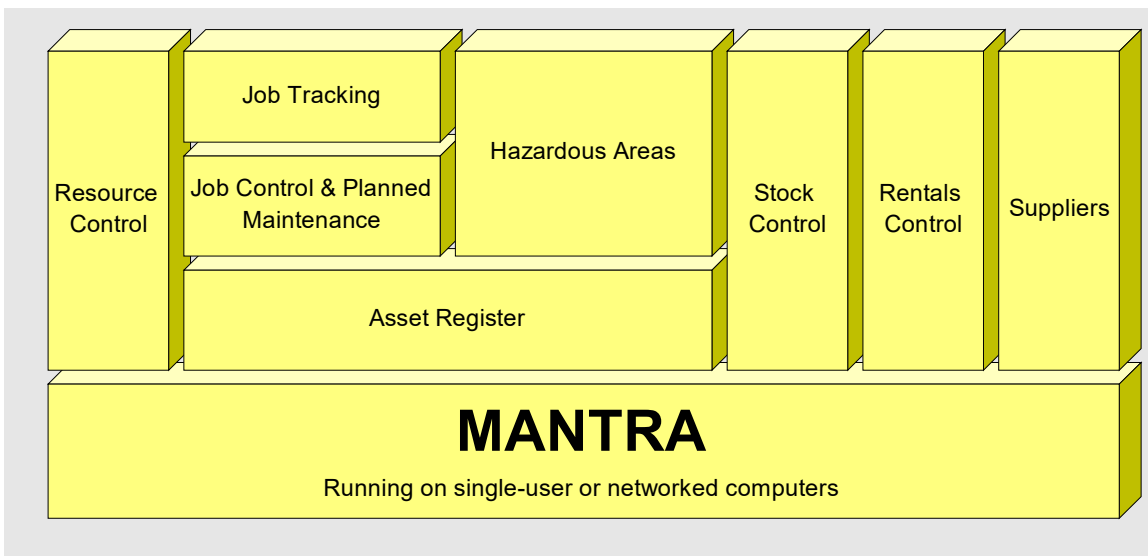 Job Tracking
Hazardous Areas
Job Control & Planned
Maintenance
Resource
Control
Stock
Control
Rentals
Control
Suppliers
Asset Register
MANTRA
Running on single-user or networked computers